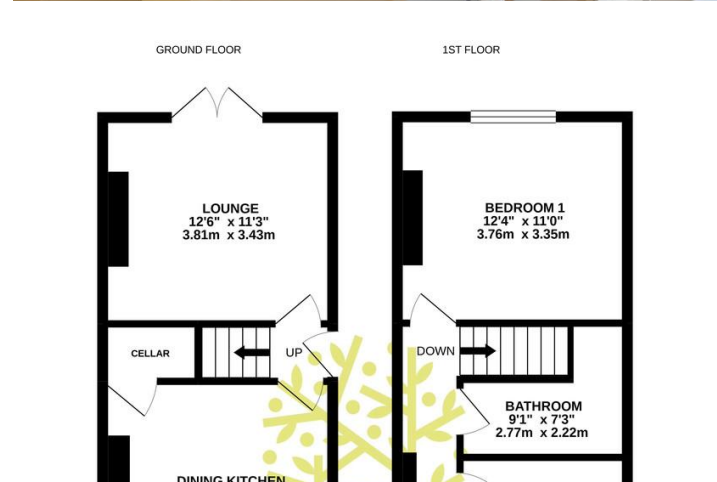 GROUND FLOOR
1ST FLOOR
LOUNGE
12'6" x 11'3"
3.81m x 3.43m
BEDROOM 1
12'4" x 11'0"
3.76m x 3.35m
CELLAR
UP
DOWN
BATHROOM
9'1" x 7'3"
2.77m x 2.22m
DINING KITCHEN